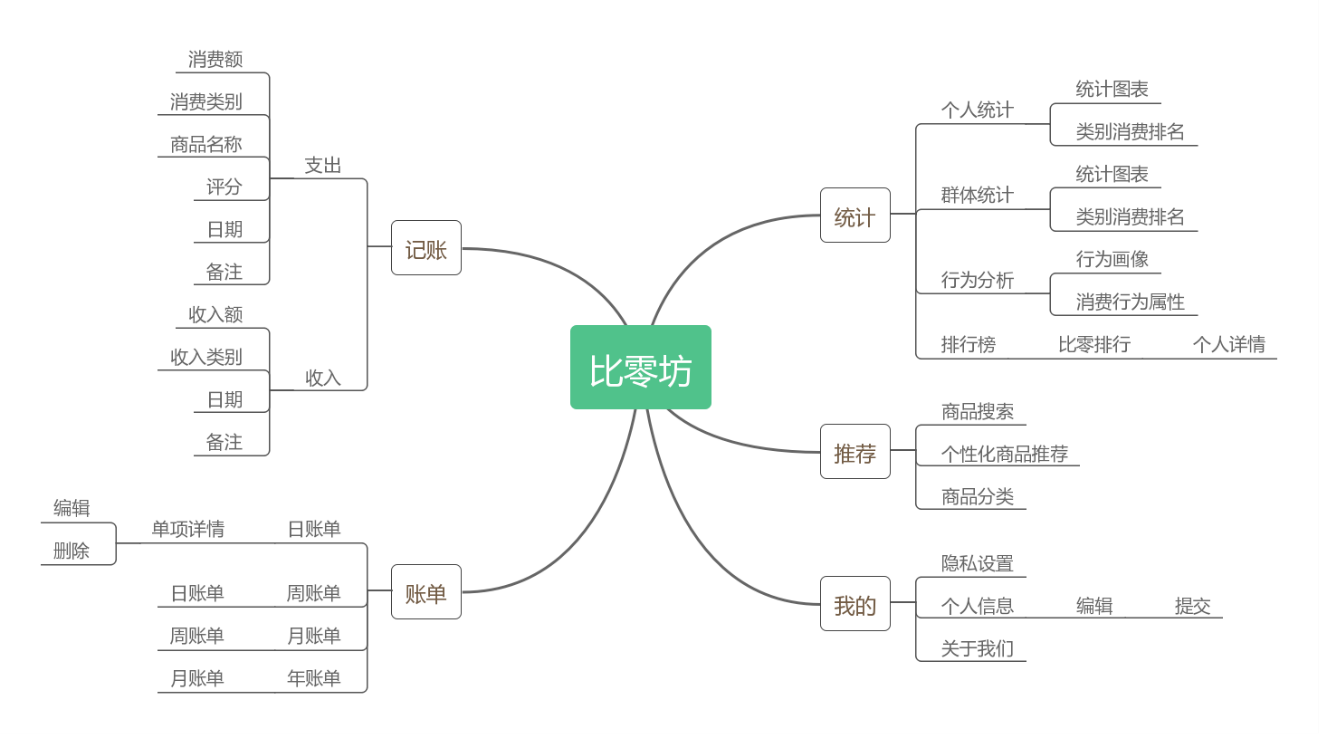 比零坊
记账
支出
消费额
消费类别
商品名称
评分
日期
备注
收入
收入额
收入类别
日期
备注
账单
日账单
单项详情
编辑
删除
周账单
日账单
月账单
周账单
年账单
月账单
统计
个人统计
统计图表
类别消费排名
群体统计
统计图表
类别消费排名
行为分析
行为画像
消费行为属性
排行榜
比零排行
个人详情
推荐
商品搜索
个性化商品推荐
商品分类
我的
隐私设置
个人信息
编辑
提交
关于我们